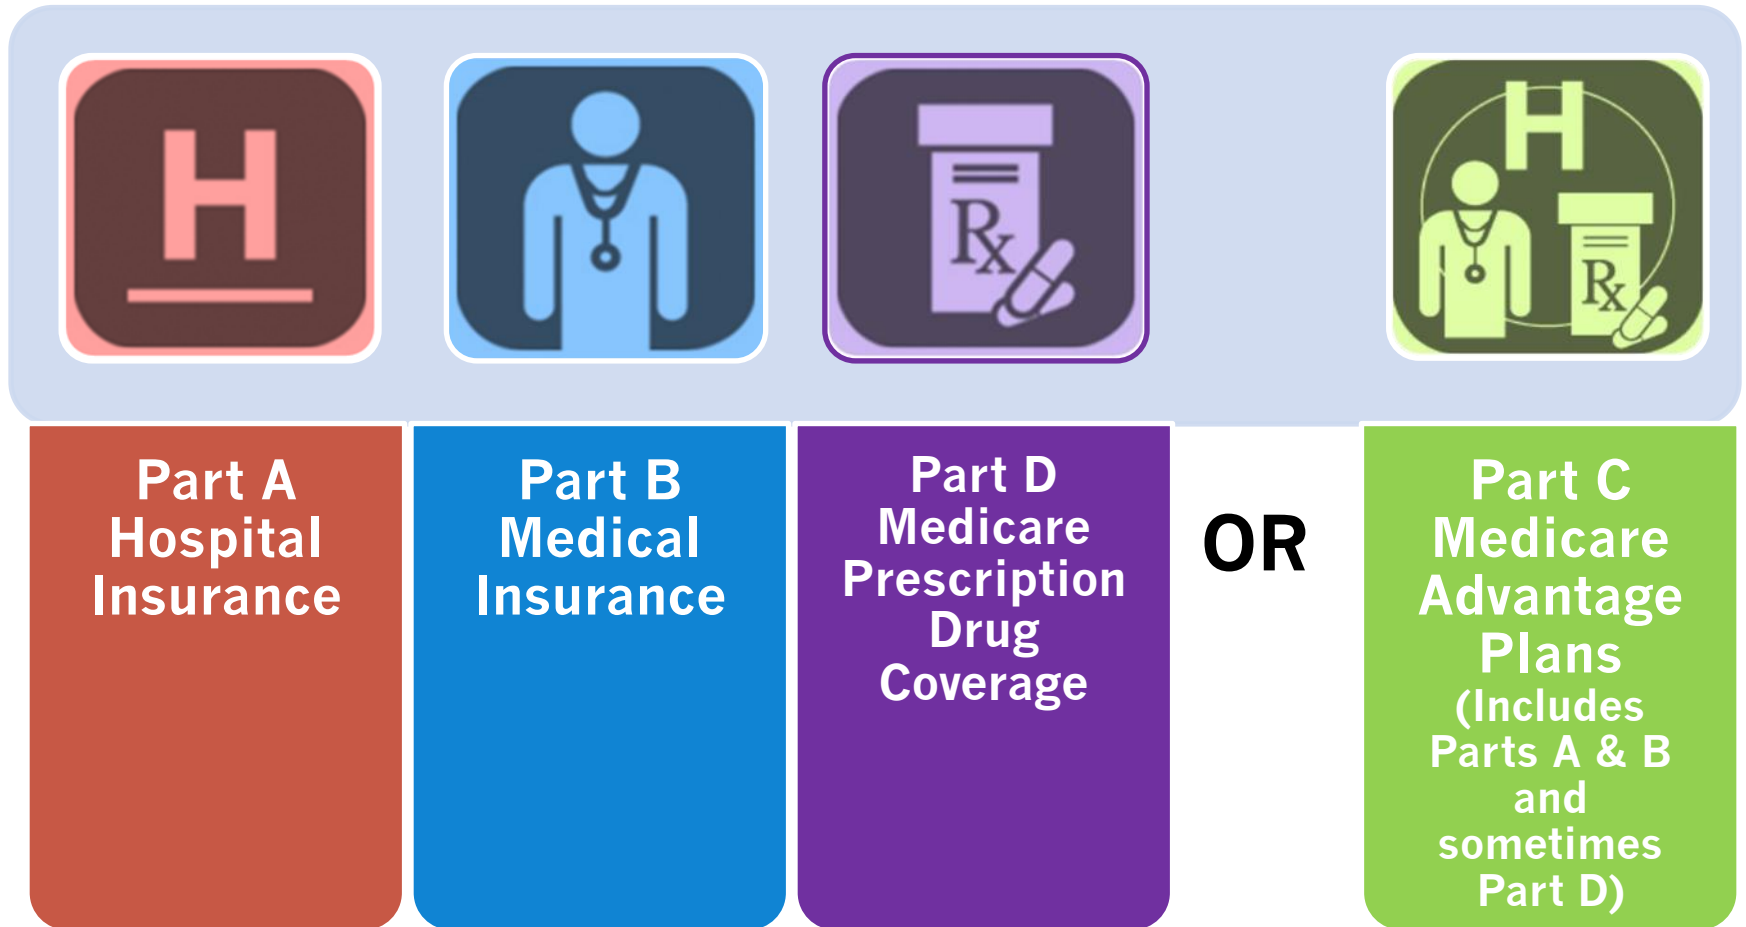 H
Rx
H
Rx
Part A
Hospital
Insurance
Part B
Medical
Insurance
Part D
Medicare
Prescription
Drug
Coverage
OR
Part C
Medicare
Advantage
Plans
(Includes
Parts A & B
and
sometimes
Part D)